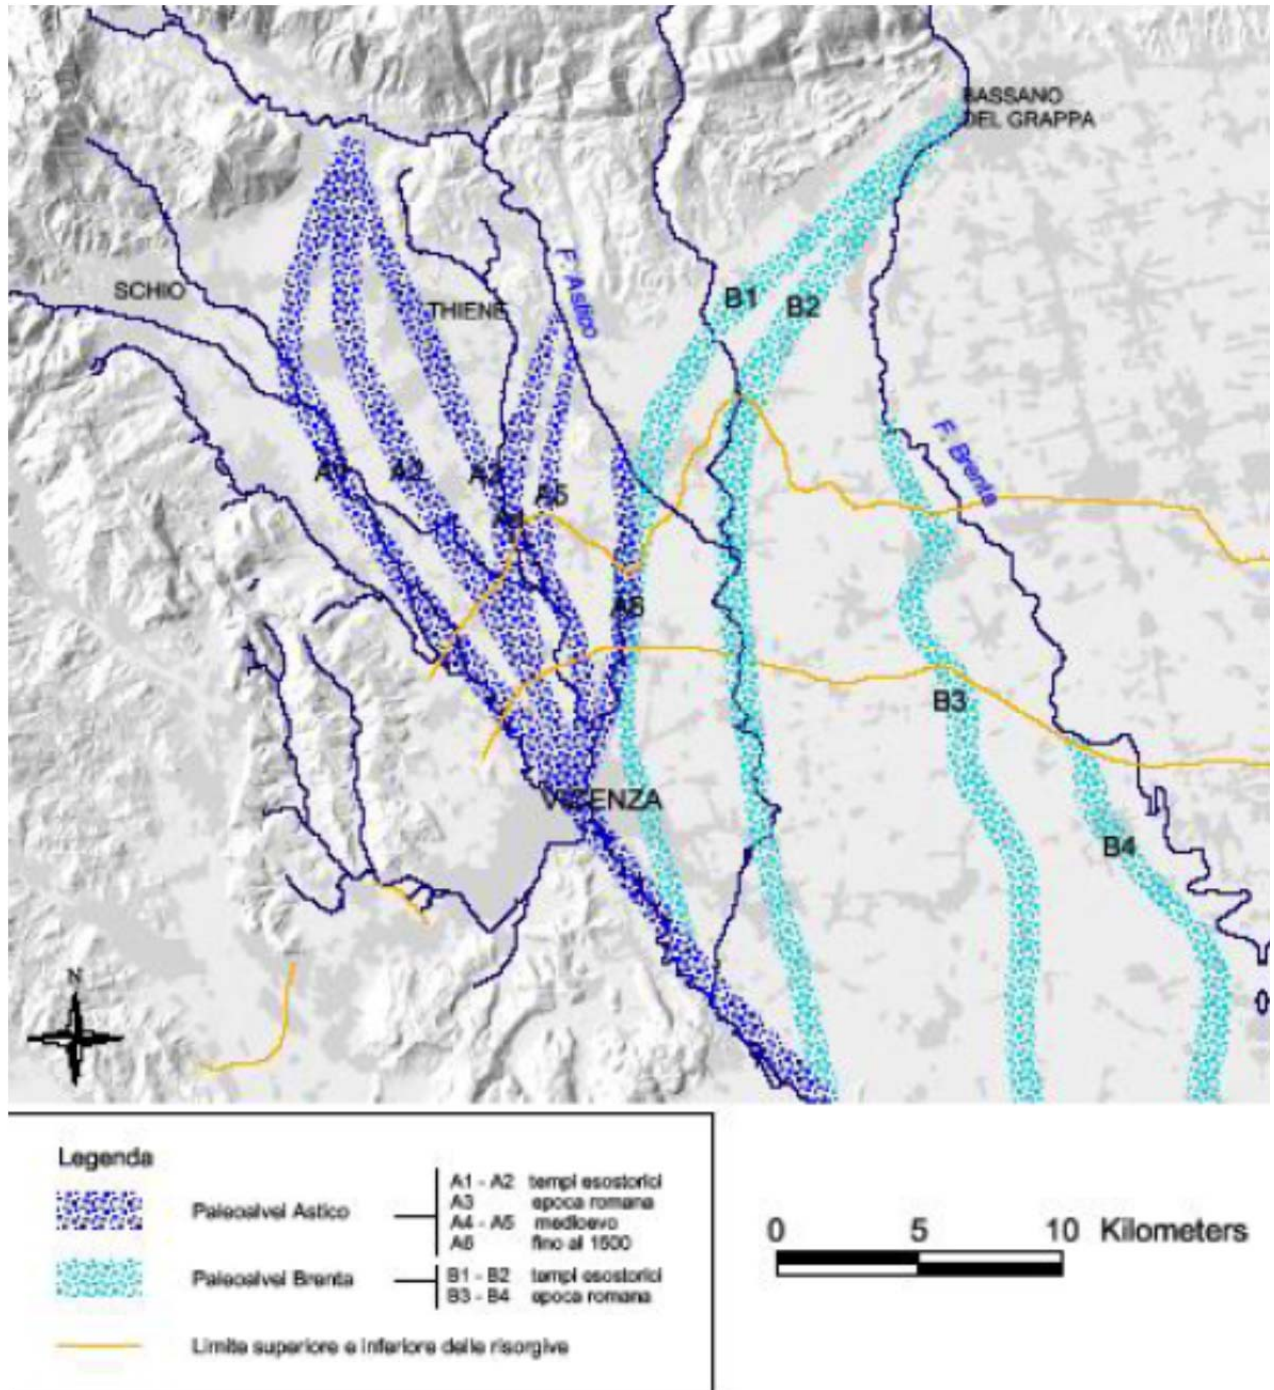 BASSANO
DEL GRAPPA
F. Astico
SCHIO
THIENE
B1
B2
F. Brenta
A1
A2
A3
A5
A4
A6
B3
VICENZA
B4
N
Legenda
Paleoalvei Astico
A1 - A2 tempi esostorici
A3 epoca romana
A4 - A5 medioevo
A6 fino al 1500
Paleoalvei Brenta
B1 - B2 tempi esostorici
B3 - B4 epoca romana
Limite superiore e inferiore delle risorgive
0 5 10 Kilometers